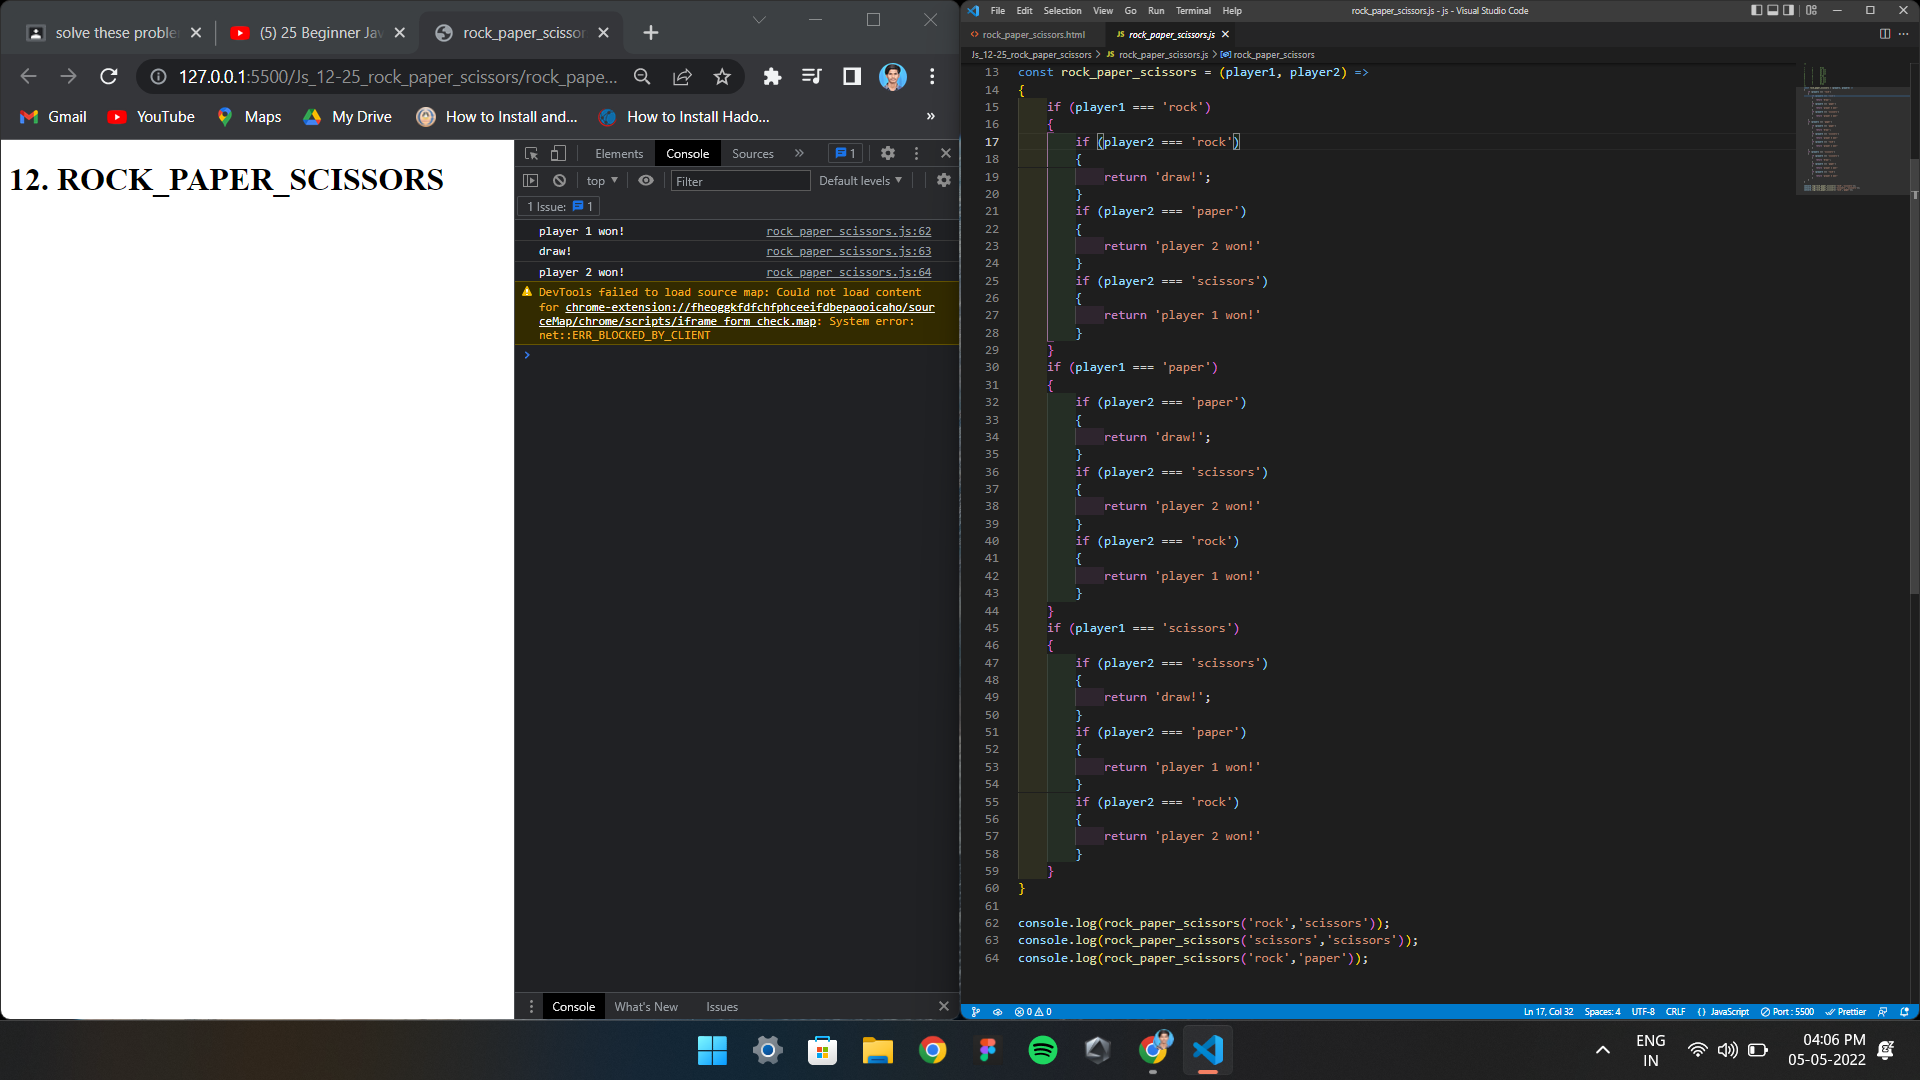 solve these proble
(5) 25 Beginner Jav
rock_paper_scissor
127.0.0.1:5500/Js_12-25_rock_paper_scissors/rock_pape...
Gmail
YouTube
Maps
My Drive
How to Install and...
How to Install Hado...
»
12. ROCK_PAPER_SCISSORS
Elements
Console
Sources
»
1
top
Filter
Default levels
1 Issue: 1
player 1 won! rock_paper_scissors.js:62
draw! rock_paper_scissors.js:63
player 2 won! rock_paper_scissors.js:64
DevTools failed to load source map: Could not load content
for chrome-extension://fheoggkfdfchfphceeifdbepaooicaho/sour
ceMap/chrome/scripts/iframe_form_check.map: System error:
net::ERR_BLOCKED_BY_CLIENT
Console
What's New
Issues
File Edit Selection View Go Run Terminal Help
rock_paper_scissors.js - js - Visual Studio Code
rock_paper_scissors.html
JS rock_paper_scissors.js
Js_12-25_rock_paper_scissors > JS rock_paper_scissors.js > rock_paper_scissors
13 const rock_paper_scissors = (player1, player2) =>
14 {
15 if (player1 === 'rock')
16 {
17 if (player2 === 'rock')
18 {
19 return 'draw!';
20 }
21 if (player2 === 'paper')
22 {
23 return 'player 2 won!'
24 }
25 if (player2 === 'scissors')
26 {
27 return 'player 1 won!'
28 }
29 }
30 if (player1 === 'paper')
31 {
32 if (player2 === 'paper')
33 {
34 return 'draw!';
35 }
36 if (player2 === 'scissors')
37 {
38 return 'player 2 won!'
39 }
40 if (player2 === 'rock')
41 {
42 return 'player 1 won!'
43 }
44 }
45 if (player1 === 'scissors')
46 {
47 if (player2 === 'scissors')
48 {
49 return 'draw!';
50 }
51 if (player2 === 'paper')
52 {
53 return 'player 1 won!'
54 }
55 if (player2 === 'rock')
56 {
57 return 'player 2 won!'
58 }
59 }
60 }
61
62 console.log(rock_paper_scissors('rock','scissors'));
63 console.log(rock_paper_scissors('scissors','scissors'));
64 console.log(rock_paper_scissors('rock','paper'));
0 0
Ln 17, Col 32 Spaces: 4 UTF-8 CRLF {} JavaScript Port : 5500 Prettier
ENG
IN
04:06 PM
05-05-2022